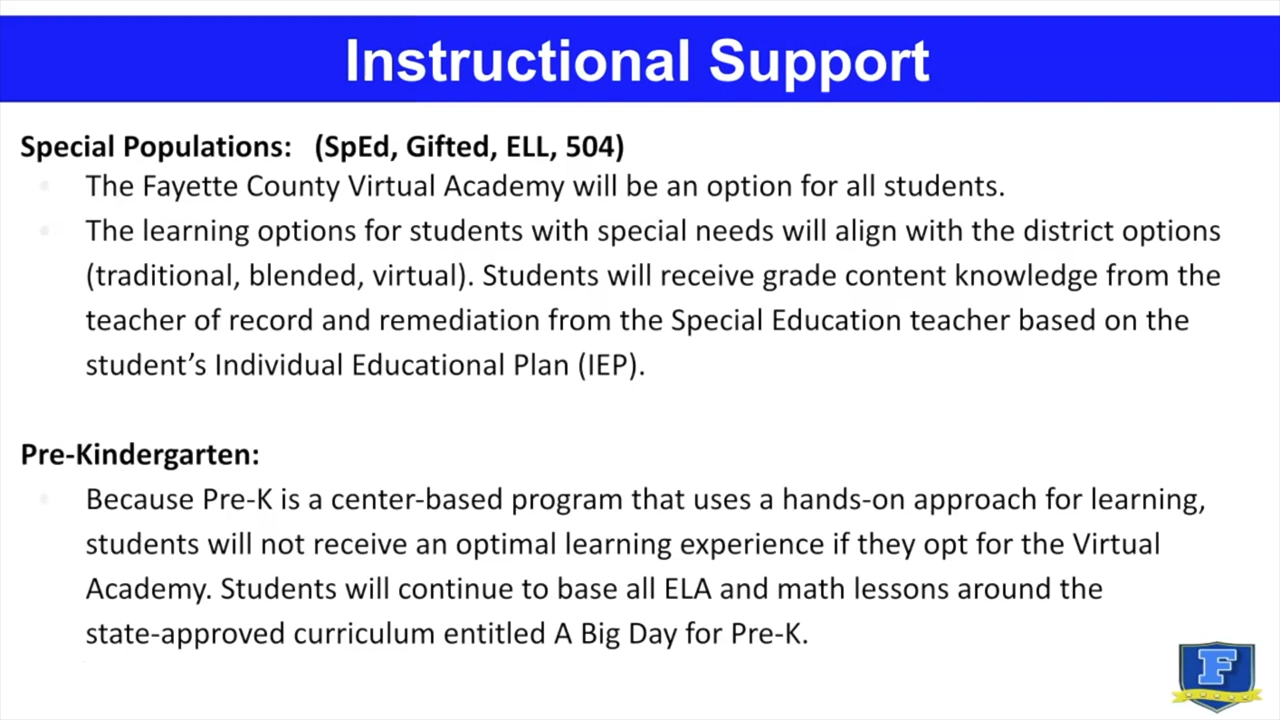 Instructional Support
Special Populations: (SpEd, Gifted, ELL, 504)
The Fayette County Virtual Academy will be an option for all students.
The learning options for students with special needs will align with the district options
(traditional, blended, virtual). Students will receive grade content knowledge from the
teacher of record and remediation from the Special Education teacher based on the
student’s Individual Educational Plan (IEP).
Pre-Kindergarten:
Because Pre-K is a center-based program that uses a hands-on approach for learning,
students will not receive an optimal learning experience if they opt for the Virtual
Academy. Students will continue to base all ELA and math lessons around the
state-approved curriculum entitled A Big Day for Pre-K.
F